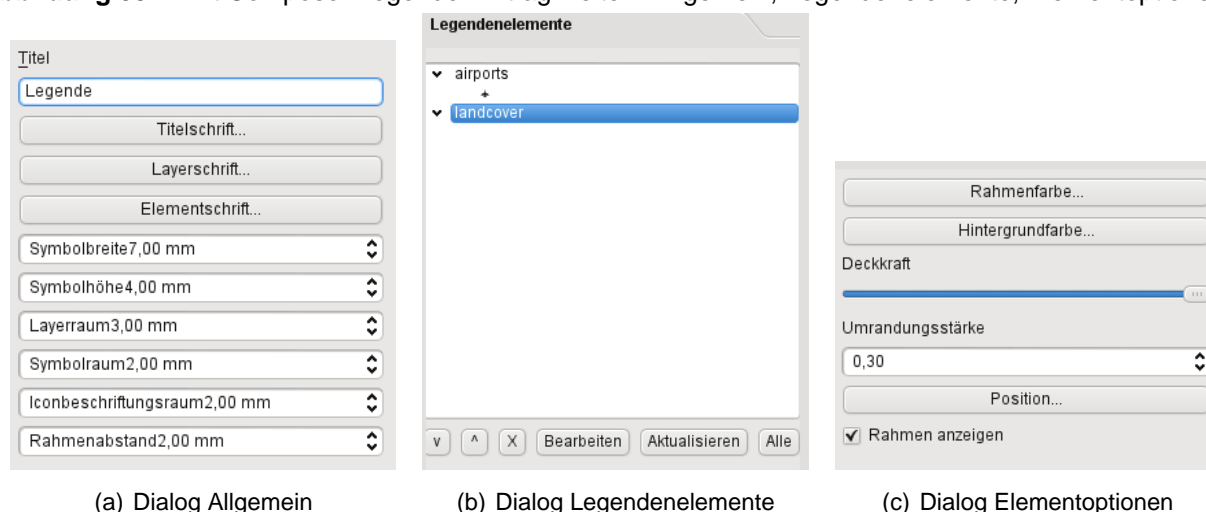 Titel
Legende
Titelschrift...
Layerschrift...
Elementschrift...
Symbolbreite7,00 mm
Symbolhöhe4,00 mm
Layerraum3,00 mm
Symbolraum2,00 mm
Iconbeschriftungsraum2,00 mm
Rahmenabstand2,00 mm
(a) Dialog Allgemein
Legendenelemente
airports
landcover
v ^ X Bearbeiten Aktualisieren Alle
(b) Dialog Legendenelemente
Rahmenfarbe...
Hintergrundfarbe...
Deckkraft
Umrandungsstärke
0,30
Position...
Rahmen anzeigen
(c) Dialog Elementoptionen